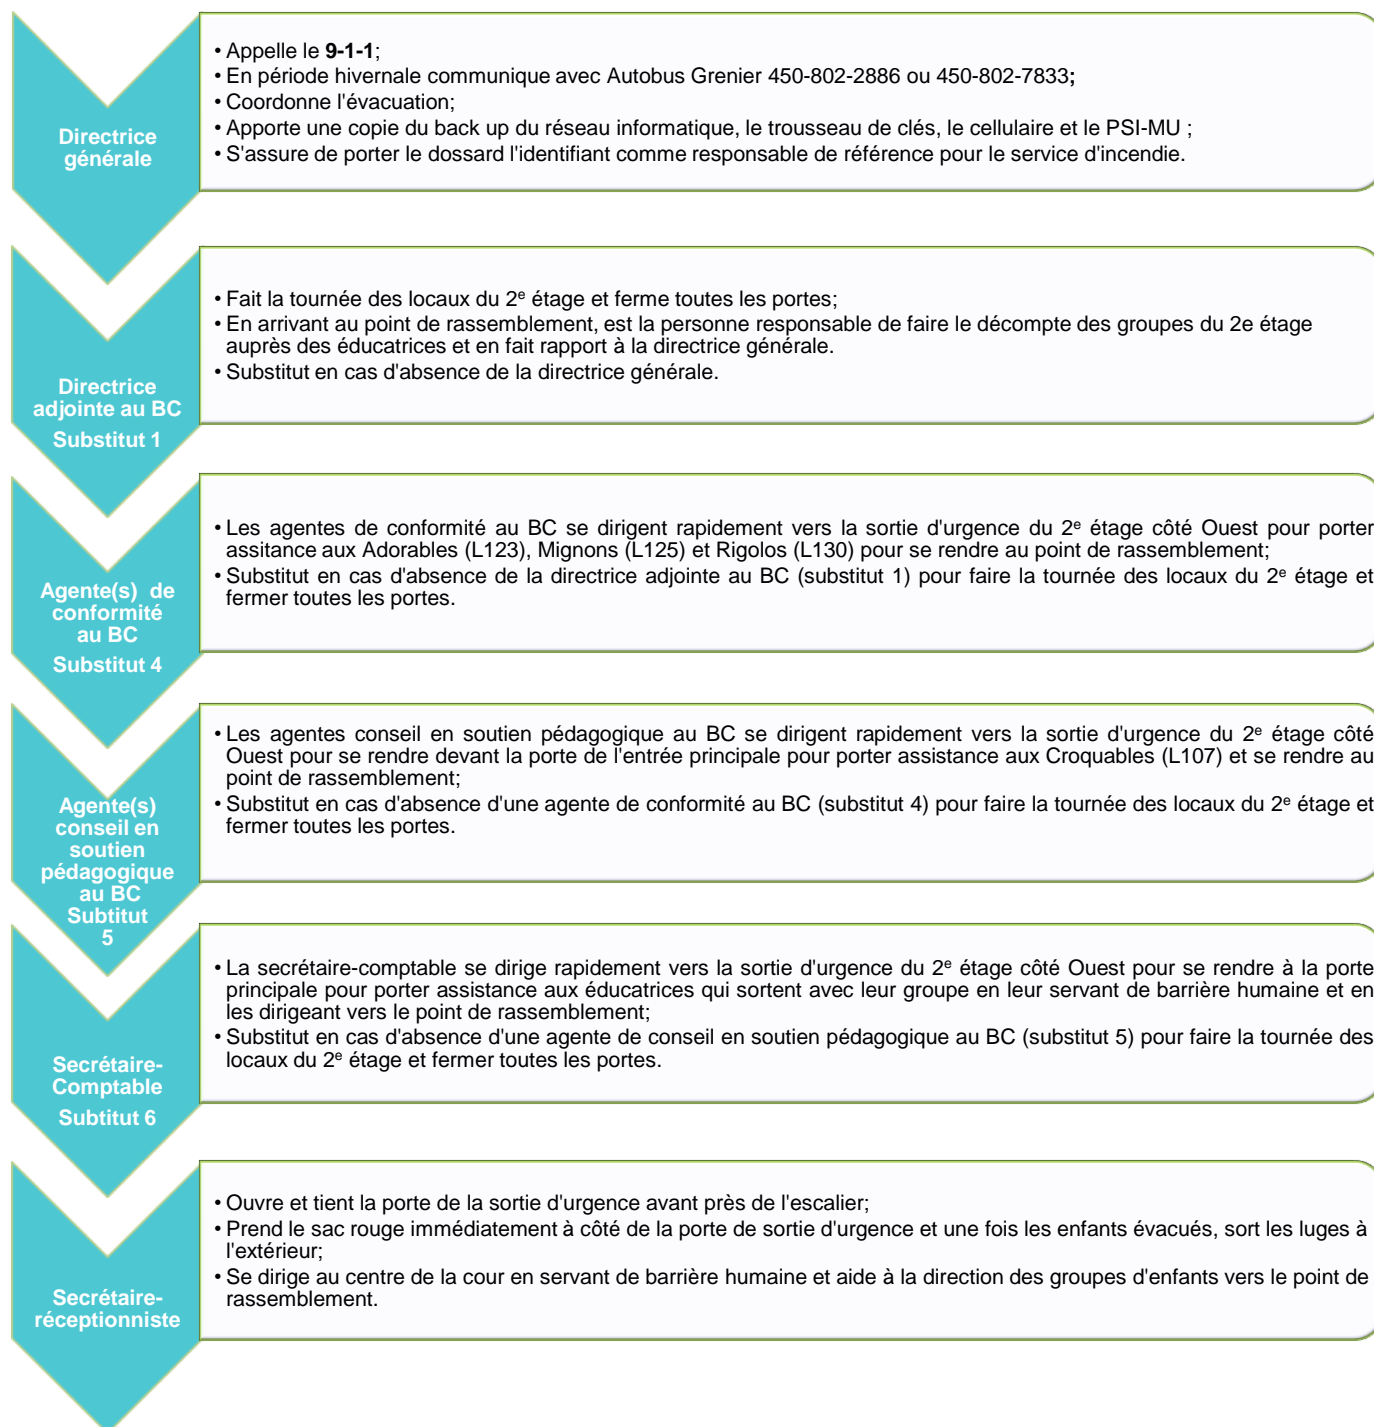 Directrice
générale
• Appelle le 9-1-1;
• En période hivernale communique avec Autobus Grenier 450-802-2886 ou 450-802-7833;
• Coordonne l'évacuation;
• Apporte une copie du back up du réseau informatique, le trousseau de clés, le cellulaire et le PSI-MU ;
• S'assure de porter le dossard l'identifiant comme responsable de référence pour le service d'incendie.
Directrice
adjointe au BC
Substitut 1
• Fait la tournée des locaux du 2e étage et ferme toutes les portes;
• En arrivant au point de rassemblement, est la personne responsable de faire le décompte des groupes du 2e étage
auprès des éducatrices et en fait rapport à la directrice générale.
• Substitut en cas d'absence de la directrice générale.
Agente(s) de
conformité
au BC
Substitut 4
• Les agentes de conformité au BC se dirigent rapidement vers la sortie d'urgence du 2e étage côté Ouest pour porter
assitance aux Adorables (L123), Mignons (L125) et Rigolos (L130) pour se rendre au point de rassemblement;
• Substitut en cas d'absence de la directrice adjointe au BC (substitut 1) pour faire la tournée des locaux du 2e étage et
fermer toutes les portes.
Agente(s)
conseil en
soutien
pédagogique
au BC
Subtitut
5
• Les agentes conseil en soutien pédagogique au BC se dirigent rapidement vers la sortie d'urgence du 2e étage côté
Ouest pour se rendre devant la porte de l'entrée principale pour porter assistance aux Croquables (L107) et se rendre au
point de rassemblement;
• Substitut en cas d'absence d'une agente de conformité au BC (substitut 4) pour faire la tournée des locaux du 2e étage et
fermer toutes les portes.
Secrétaire-
Comptable
Subtitut 6
• La secrétaire-comptable se dirige rapidement vers la sortie d'urgence du 2e étage côté Ouest pour se rendre à la porte
principale pour porter assistance aux éducatrices qui sortent avec leur groupe en leur servant de barrière humaine et en
les dirigeant vers le point de rassemblement;
• Substitut en cas d'absence d'une agente de conseil en soutien pédagogique au BC (substitut 5) pour faire la tournée des
locaux du 2e étage et fermer toutes les portes.
Secrétaire-
réceptionniste
• Ouvre et tient la porte de la sortie d'urgence avant près de l'escalier;
• Prend le sac rouge immédiatement à côté de la porte de sortie d'urgence et une fois les enfants évacués, sort les luges à
l'extérieur;
• Se dirige au centre de la cour en servant de barrière humaine et aide à la direction des groupes d'enfants vers le point de
rassemblement.